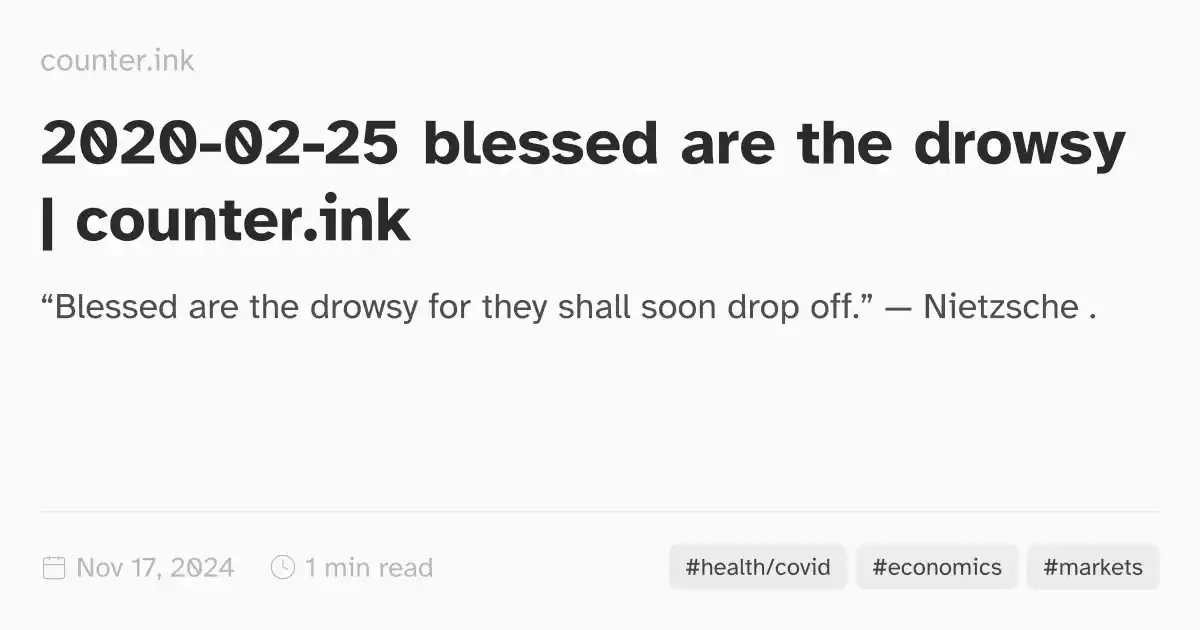 counter.ink
2020-02-25 blessed are the drowsy
| counter.ink
“Blessed are the drowsy for they shall soon drop off.” — Nietzsche .
Nov 17, 2024 1 min read #health/covid #economics #markets